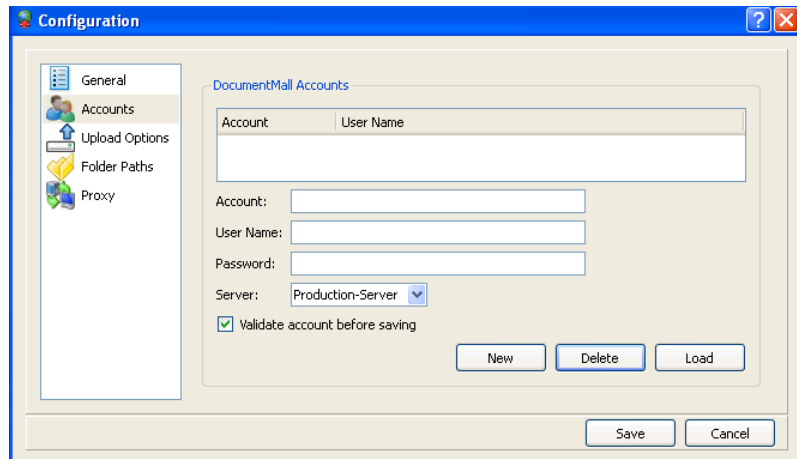 Configuration
General
Accounts
Upload Options
Folder Paths
Proxy
DocumentMall Accounts
Account User Name
Account:
User Name:
Password:
Server: Production-Server
Validate account before saving
New Delete Load
Save Cancel